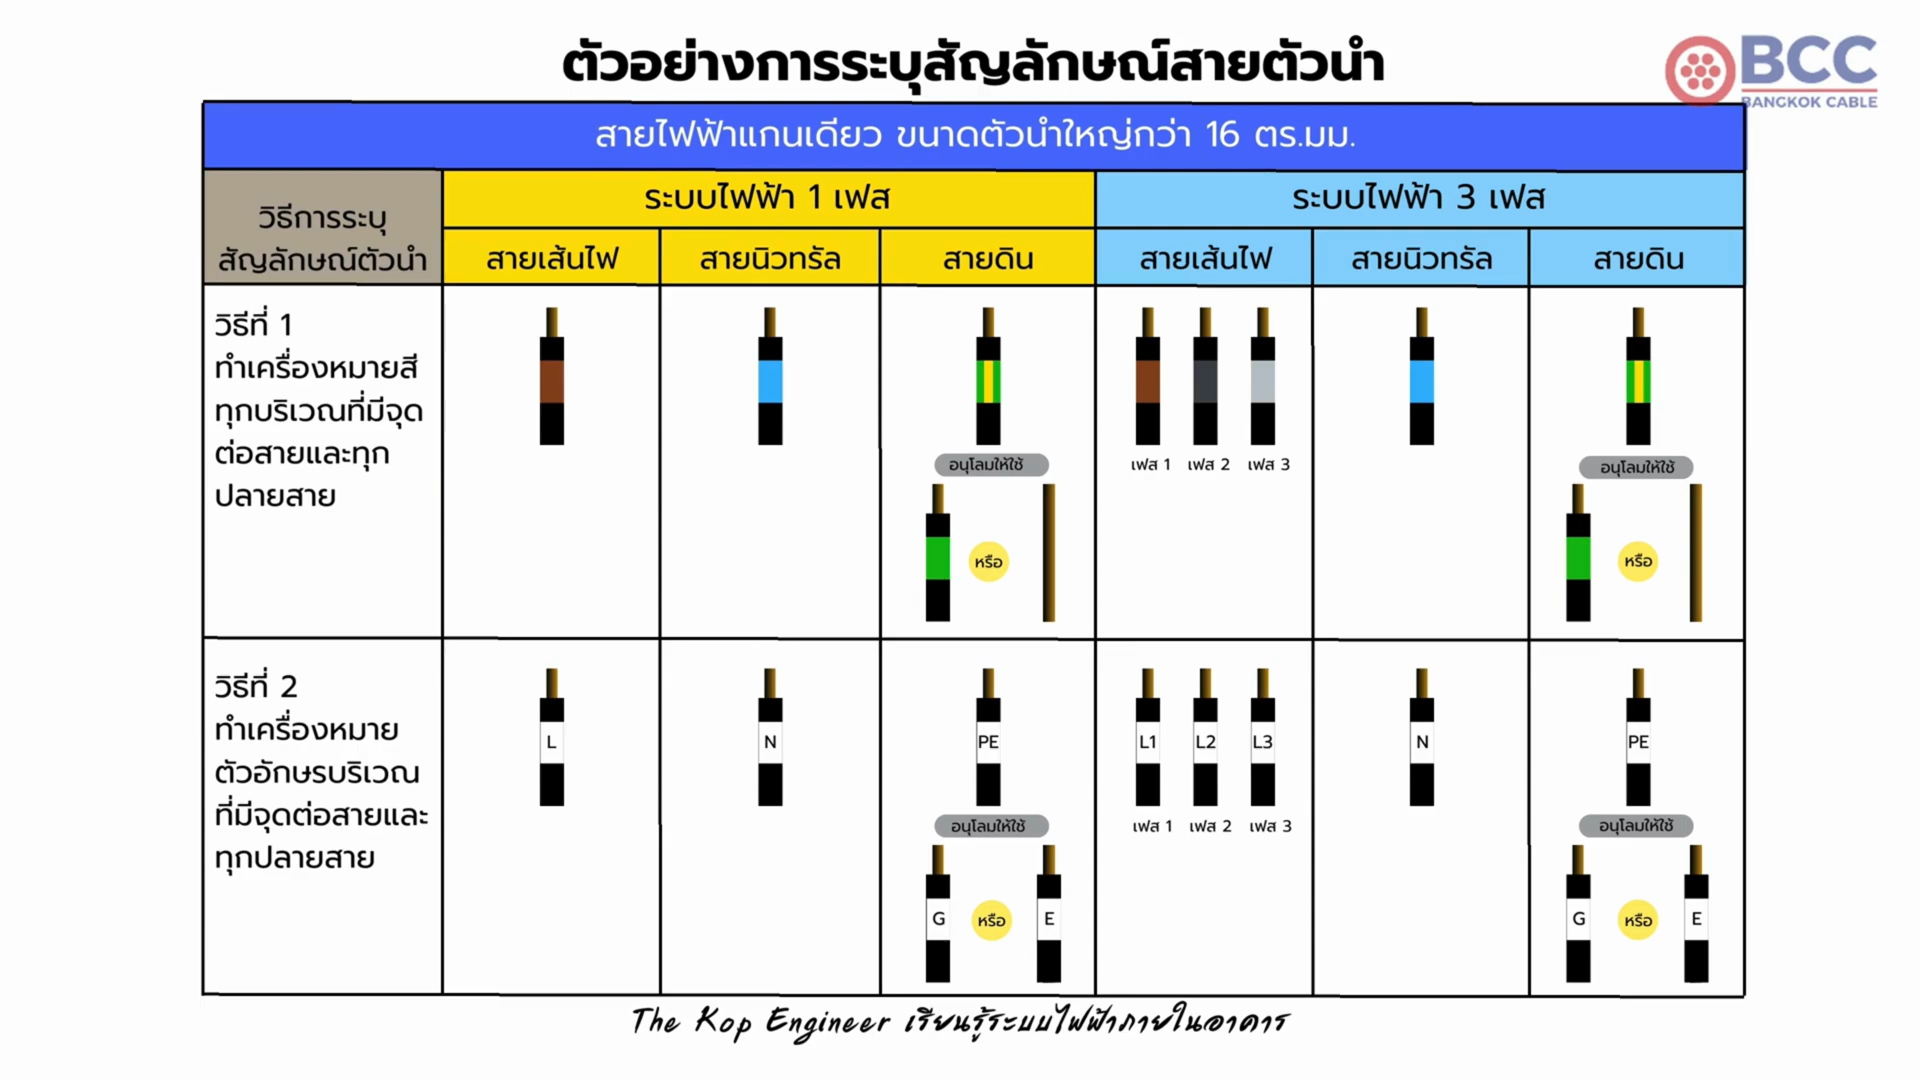 ตัวอย่างการระบุสัญลักษณ์สายตัวนำ
BCC
BANGKOK CABLE
สายไฟฟ้าแกนเดียว ขนาดตัวนำใหญ่กว่า 16 ตร.มม.
วิธีการระบุ
สัญลักษณ์ตัวนำ
ระบบไฟฟ้า 1 เฟส
ระบบไฟฟ้า 3 เฟส
สายเส้นไฟ
สายนิวทรัล
สายดิน
สายเส้นไฟ
สายนิวทรัล
สายดิน
วิธีที่ 1
ทำเครื่องหมายสี
ทุกบริเวณที่มีจุด
ต่อสายและทุก
ปลายสาย
อนุโลมให้ใช้
หรือ
เฟส 1 เฟส 2 เฟส 3
อนุโลมให้ใช้
หรือ
วิธีที่ 2
ทำเครื่องหมาย
ตัวอักษรบริเวณ
ที่มีจุดต่อสายและ
ทุกปลายสาย
L
N
PE
อนุโลมให้ใช้
G หรือ E
L1 L2 L3
เฟส 1 เฟส 2 เฟส 3
N
PE
อนุโลมให้ใช้
G หรือ E
The Kop Engineer เรียนรู้ระบบไฟฟ้าภายในอาคาร